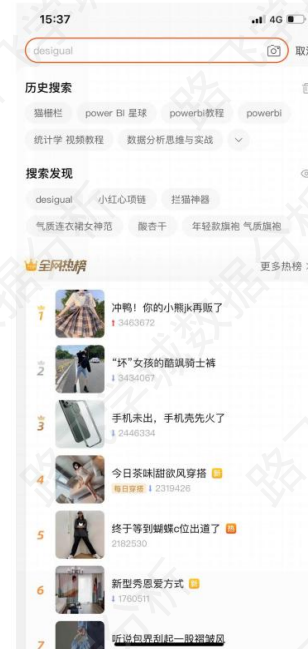 15:37
4G
desigual
取消
历史搜索
猫栅栏 power BI 星球 powerbi教程 powerbi
统计学 视频教程 数据分析思维与实战
搜索发现
desigual 小红心项链 拦猫神器
气质连衣裙女神范 酸杏干 年轻款旗袍 气质旗袍
全网热榜 更多热榜
1 冲鸭！你的小熊jk再贩了
3463672
2 “坏”女孩的酷飒骑士裤
3434067
3 手机未出，手机壳先火了
2446334
4 今日茶味|甜欲风穿搭 新
每日穿搭 2319426
5 终于等到蝴蝶c位出道了 热
2182530
6 新型秀恩爱方式 新
1760511
7 听说包界刮起一股褶皱风